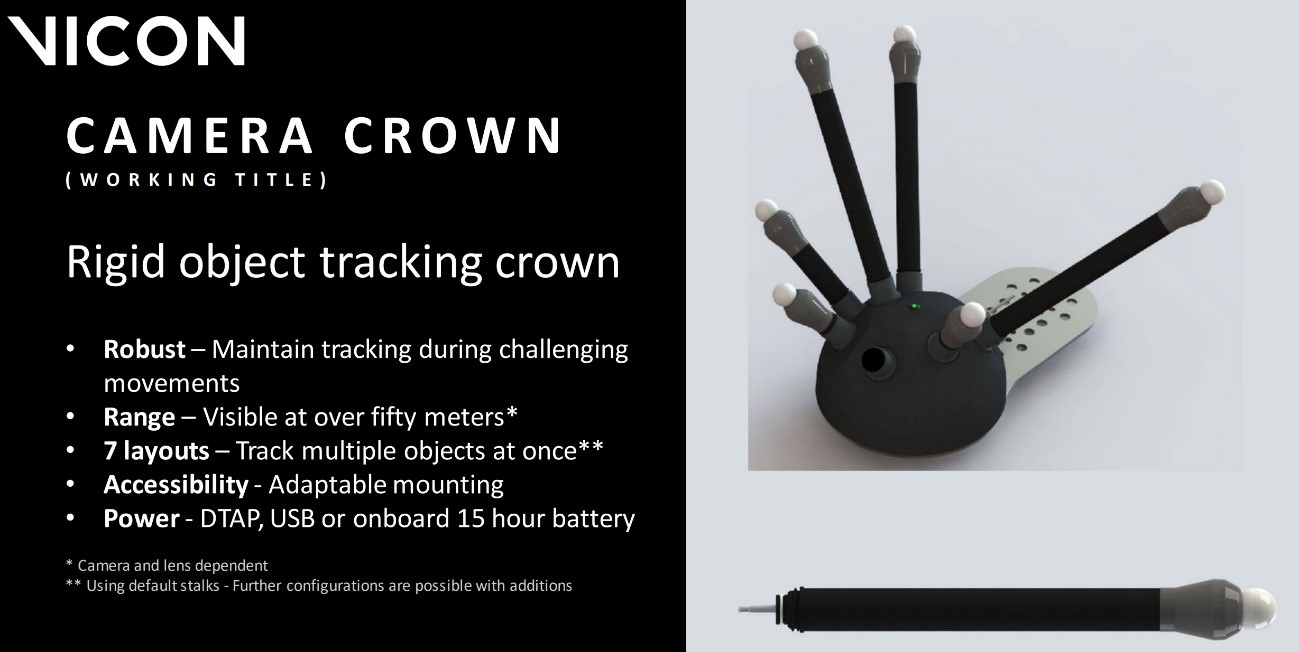 VICON
CAMERA CROWN
(WORKING TITLE)
Rigid object tracking crown
• Robust – Maintain tracking during challenging
movements
• Range – Visible at over fifty meters*
• 7 layouts – Track multiple objects at once**
• Accessibility - Adaptable mounting
• Power - DTAP, USB or onboard 15 hour battery
* Camera and lens dependent
** Using default stalks - Further configurations are possible with additions